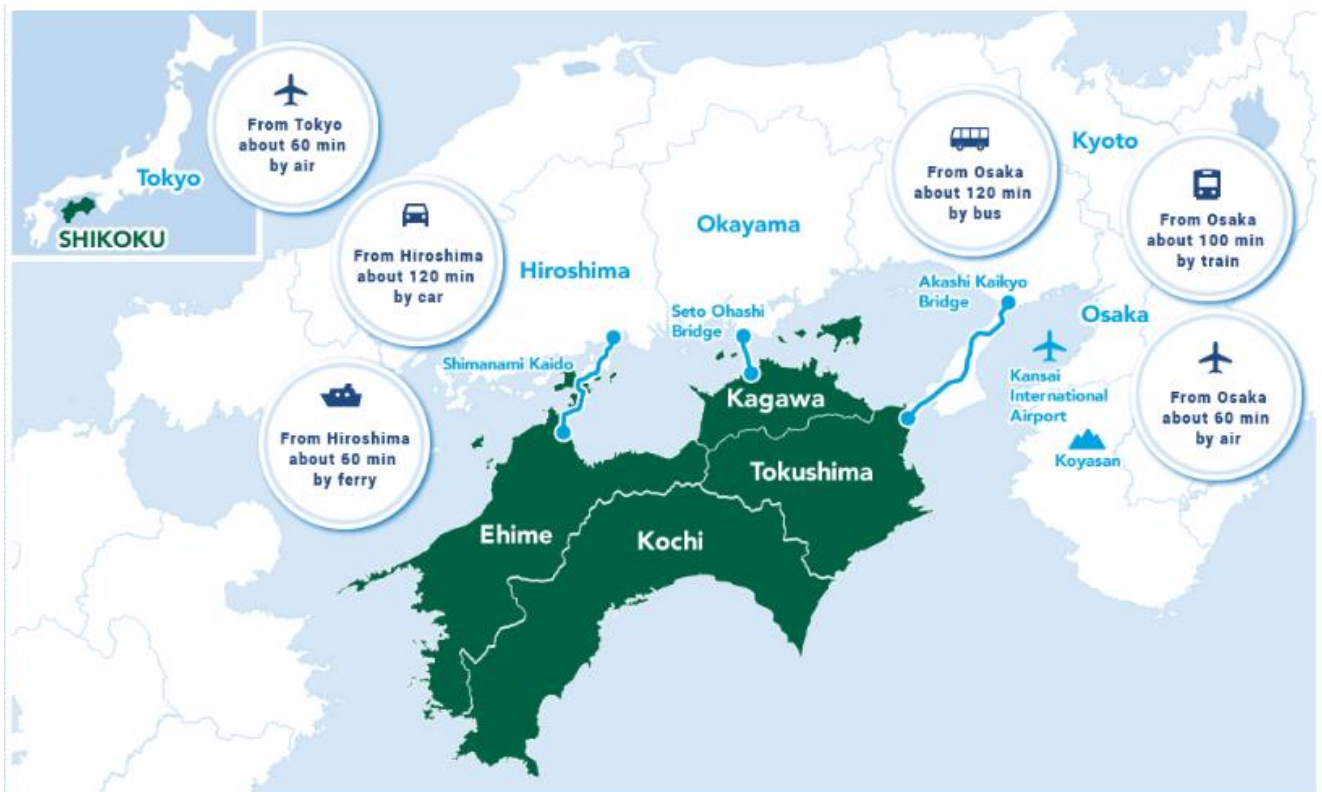 From Tokyo
about 60 min
by air
Tokyo
SHIKOKU
From Hiroshima
about 120 min
by car
Hiroshima
Okayama
From Osaka
about 120 min
by bus
Kyoto
From Osaka
about 100 min
by train
Seto Ohashi
Bridge
Akashi Kaikyo
Bridge
Osaka
Shimanami Kaido
Kansai
International
Airport
From Osaka
about 60 min
by air
From Hiroshima
about 60 min
by ferry
Kagawa
Koyasan
Tokushima
Ehime
Kochi